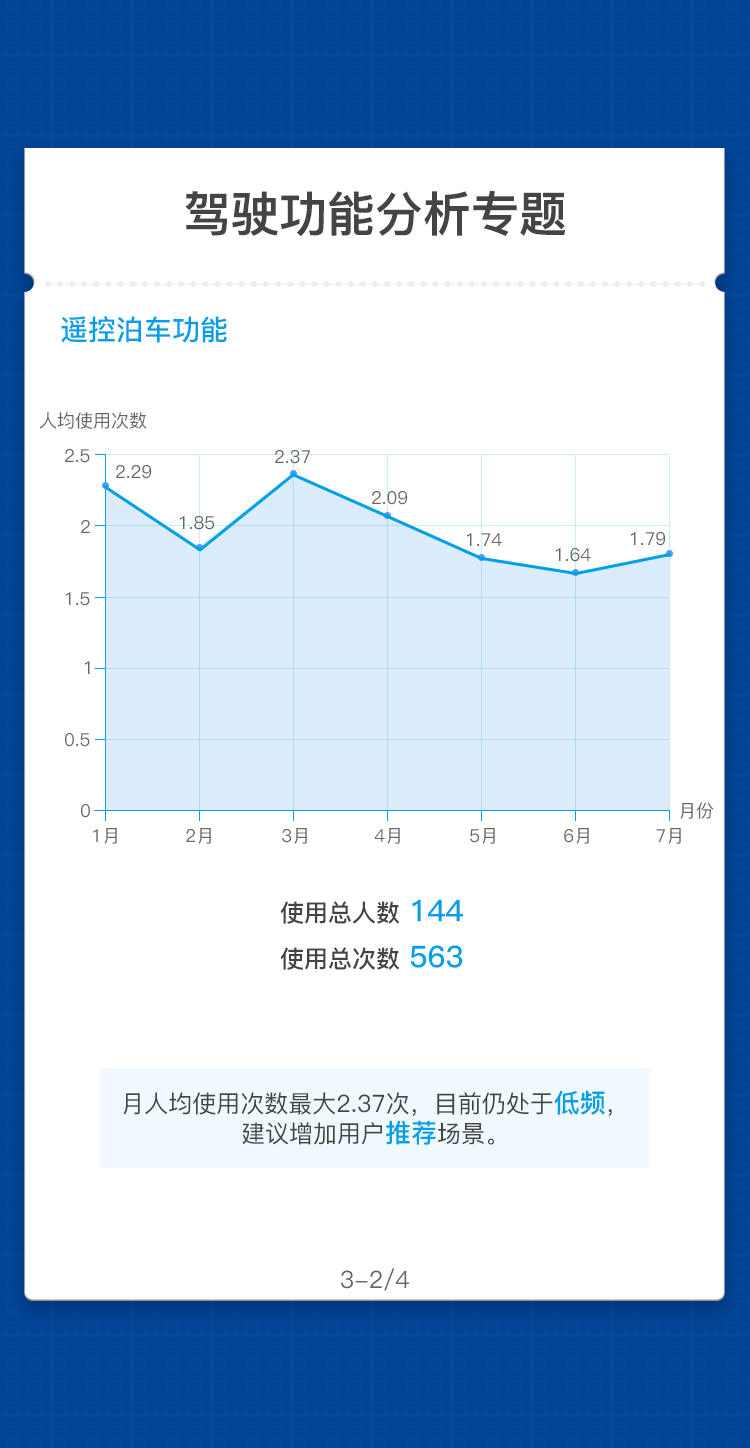 驾驶功能分析专题
遥控泊车功能
人均使用次数
2.5
2
1.5
1
0.5
0
2.29
1.85
2.37
2.09
1.74
1.64
1.79
1月 2月 3月 4月 5月 6月 7月
月份
使用总人数 144
使用总次数 563
月人均使用次数最大2.37次，目前仍处于低频，
建议增加用户推荐场景。
3-2/4